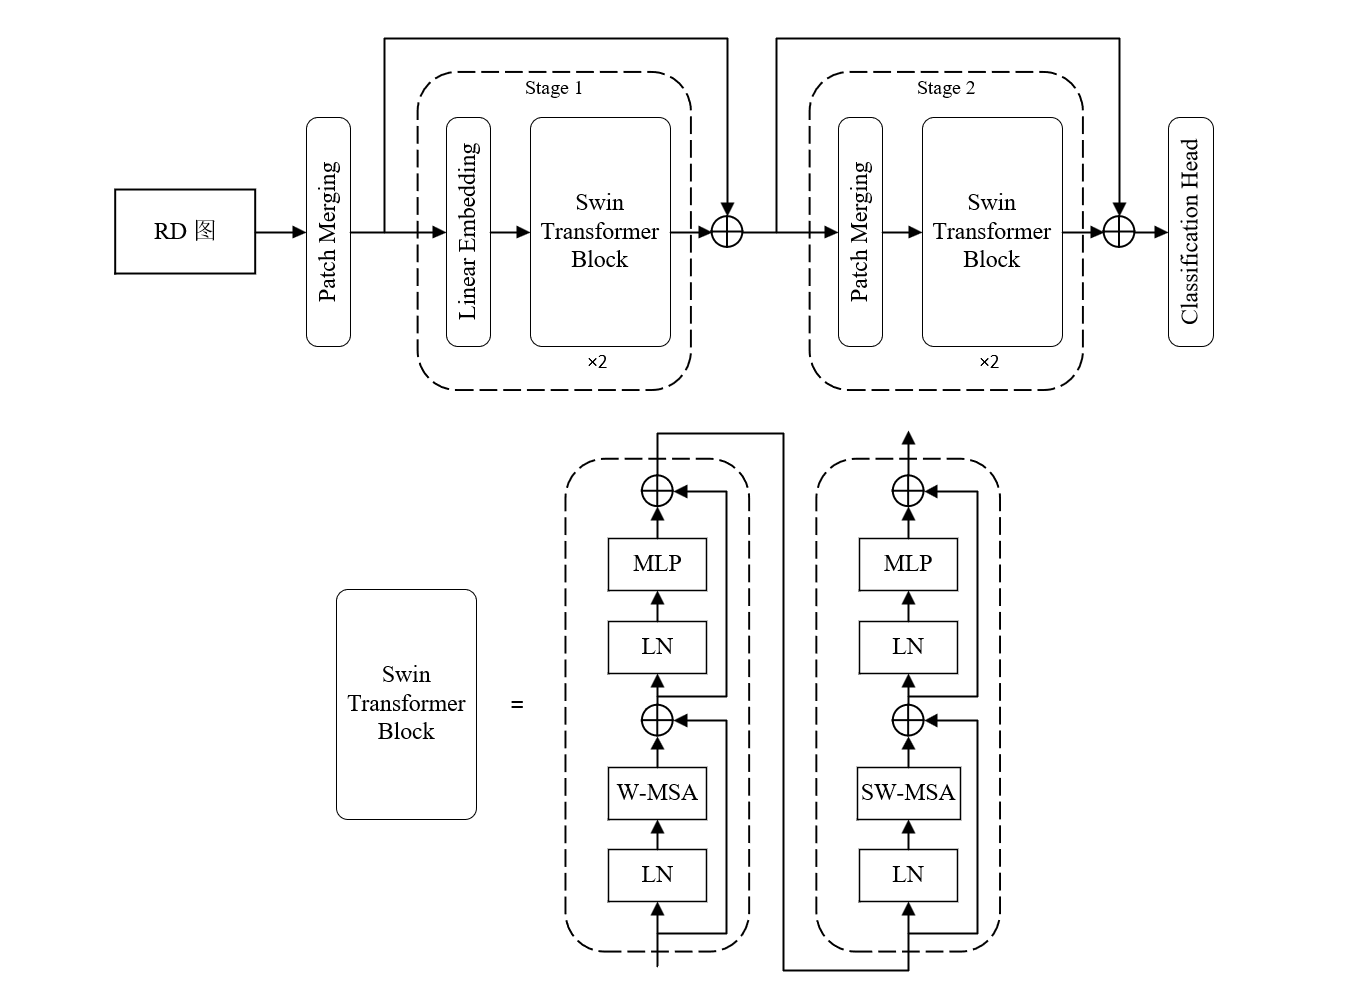 Stage 1
Stage 2
RD 图
Patch Merging
Linear Embedding
Swin
Transformer
Block
×2
Patch Merging
Swin
Transformer
Block
×2
Classification Head
Swin
Transformer
Block
=
MLP
LN
W-MSA
LN
MLP
LN
SW-MSA
LN